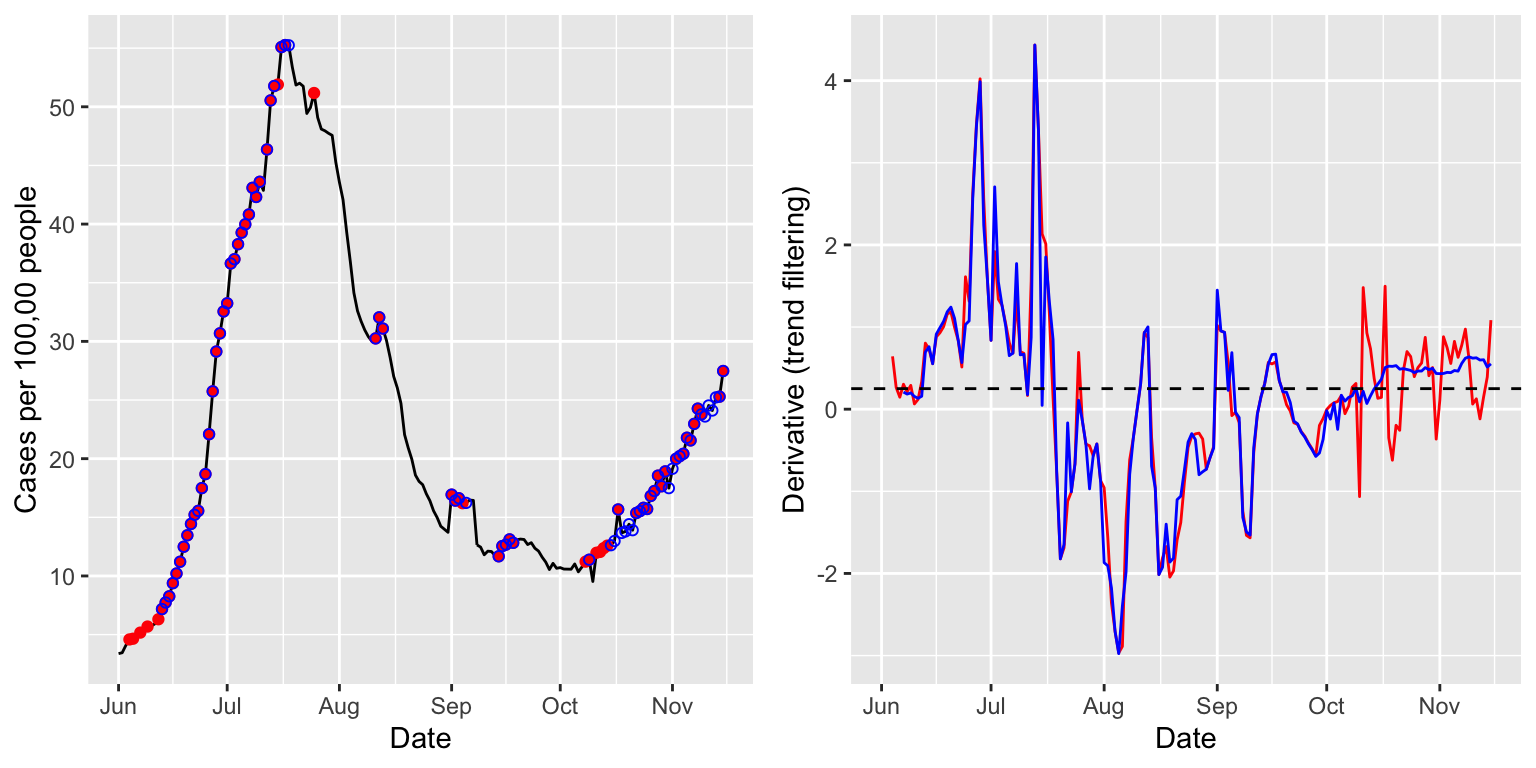 Cases per 100,00 people
50
40
30
20
10
Jun Jul Aug Sep Oct Nov
Date
Derivative (trend filtering)
4
2
0
-2
Jun Jul Aug Sep Oct Nov
Date